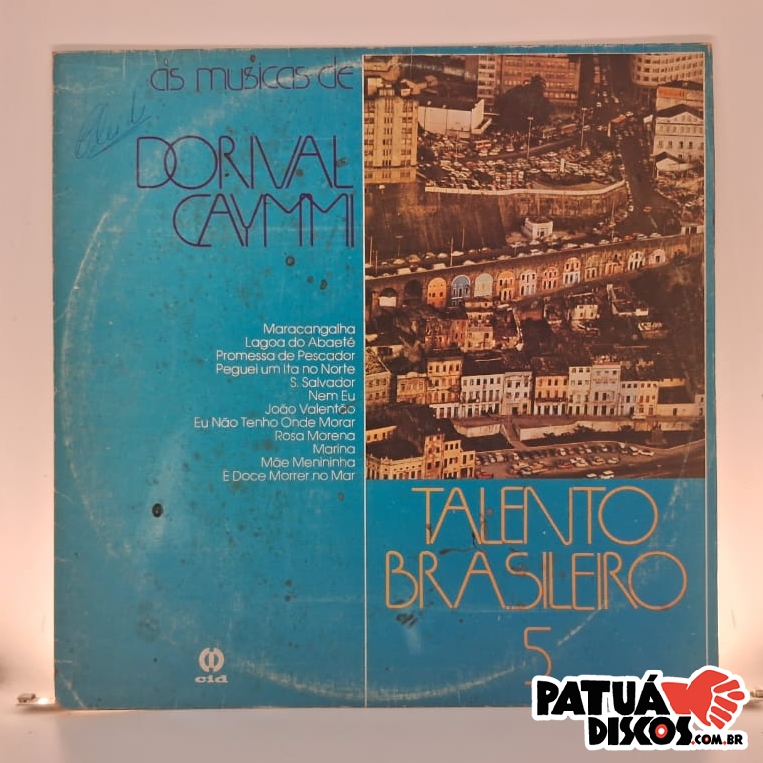 as musicas de
DORIVAL
CAYMMI
Maracangalha
Lagoa do Abaeté
Promessa de Pescador
Peguei um Ita no Norte
S. Salvador
Nem Eu
João Valentão
Eu Não Tenho Onde Morar
Rosa Morena
Marina
Mãe Menininha
E Doce Morrer no Mar
TALENTO
BRASILEIRO
5
cid
PATUÁ
DISCOS.COM.BR